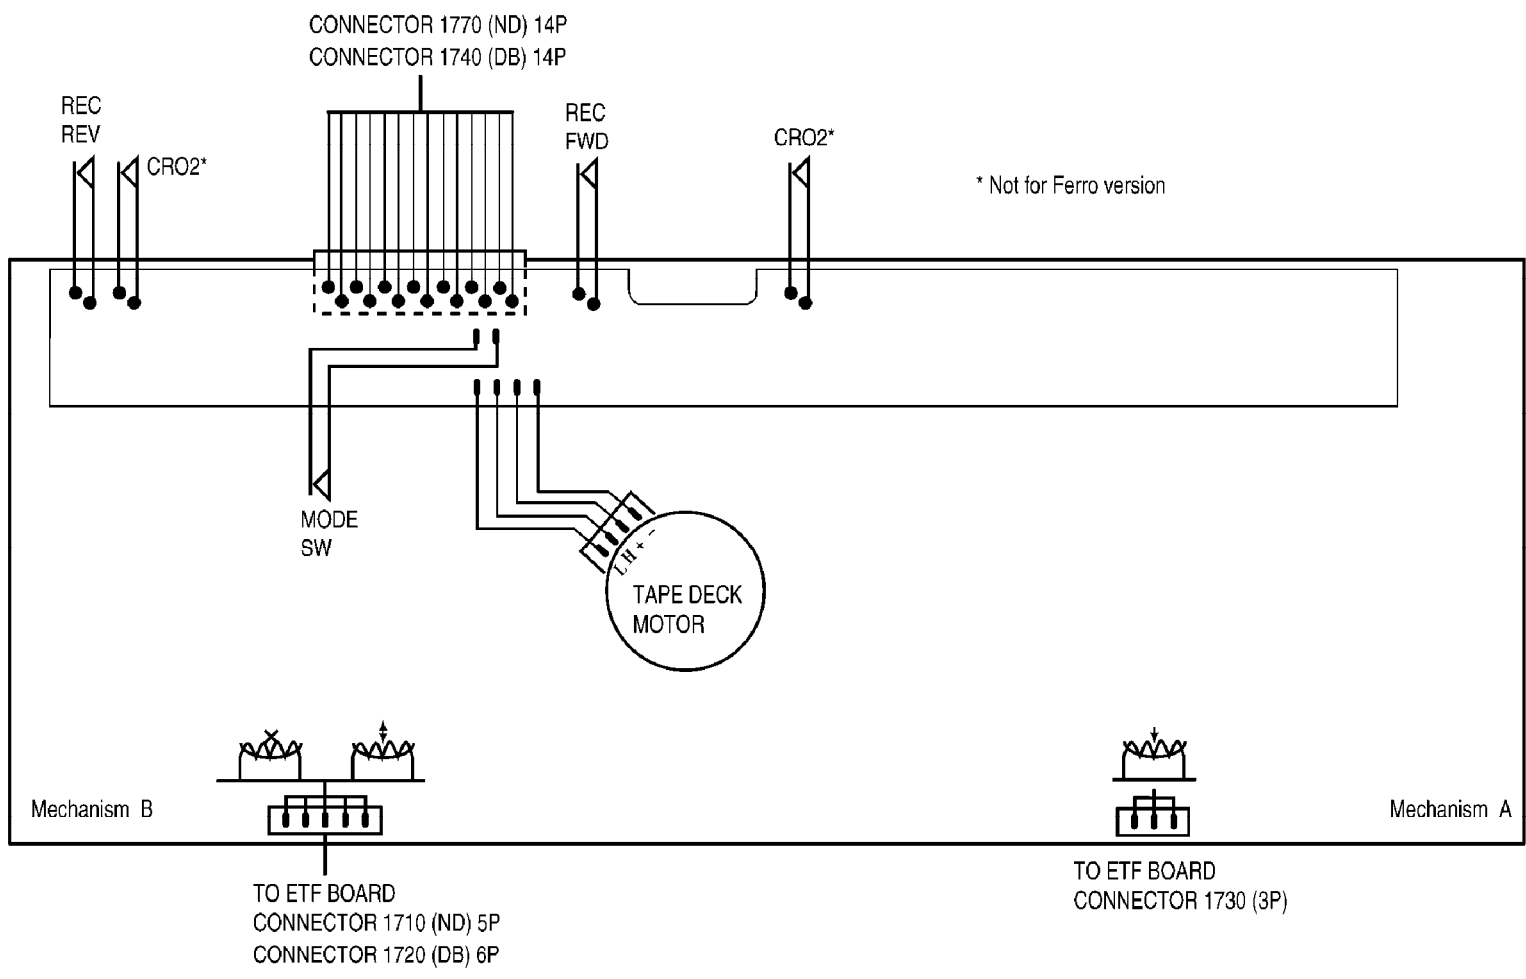 CONNECTOR 1770 (ND) 14P
CONNECTOR 1740 (DB) 14P
REC
REV
CRO2*
REC
FWD
CRO2*
* Not for Ferro version
MODE
SW
L H + −
TAPE DECK
MOTOR
Mechanism B
Mechanism A
TO ETF BOARD
CONNECTOR 1710 (ND) 5P
CONNECTOR 1720 (DB) 6P
TO ETF BOARD
CONNECTOR 1730 (3P)